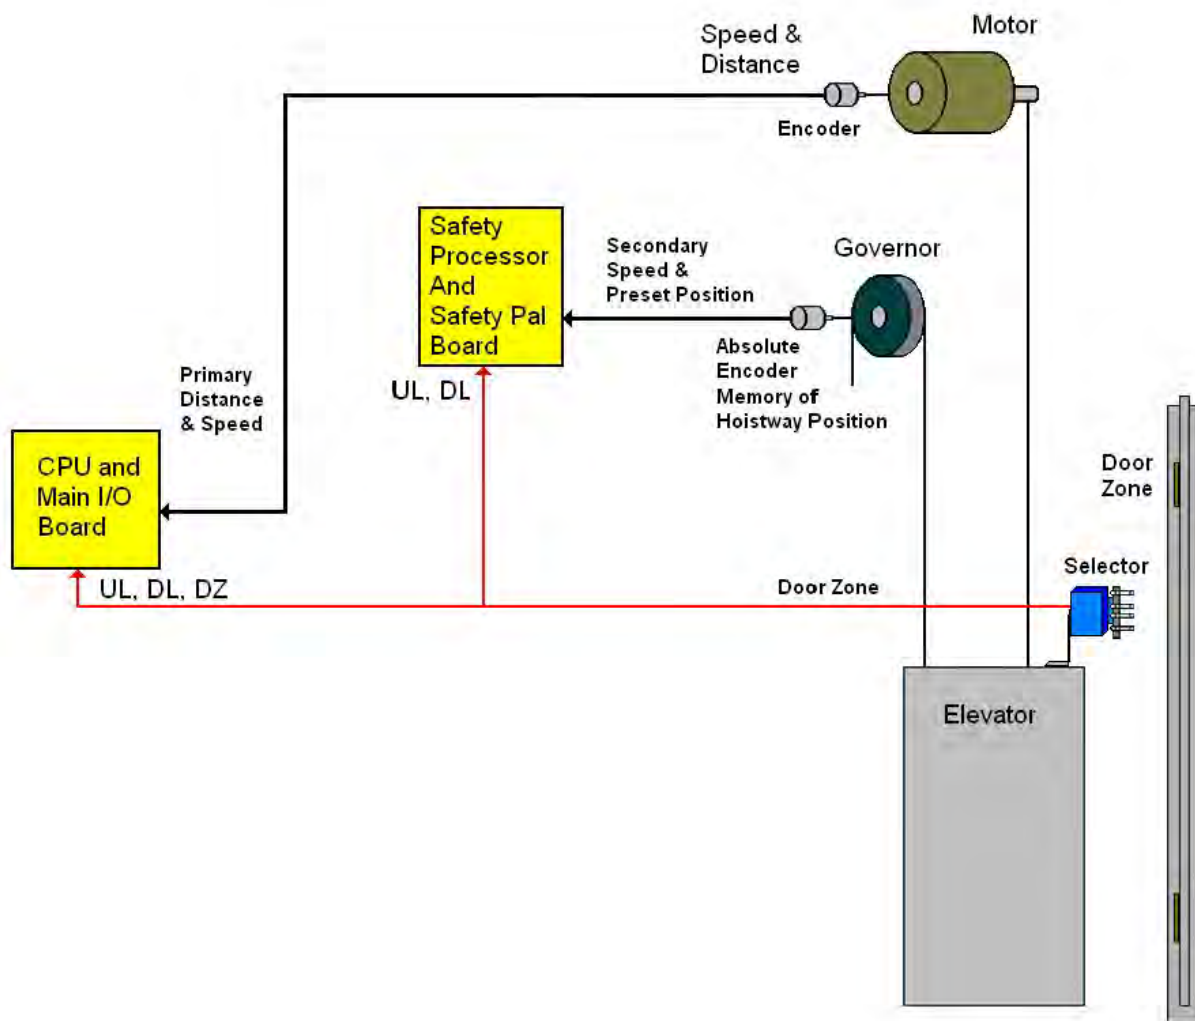 Speed &
Distance
Motor
Encoder
Safety
Processor
And
Safety Pal
Board
Secondary
Speed &
Preset Position
Governor
Absolute
Encoder
Memory of
Hoistway Position
UL, DL
Primary
Distance
& Speed
CPU and
Main I/O
Board
Door
Zone
Selector
UL, DL, DZ
Door Zone
Elevator